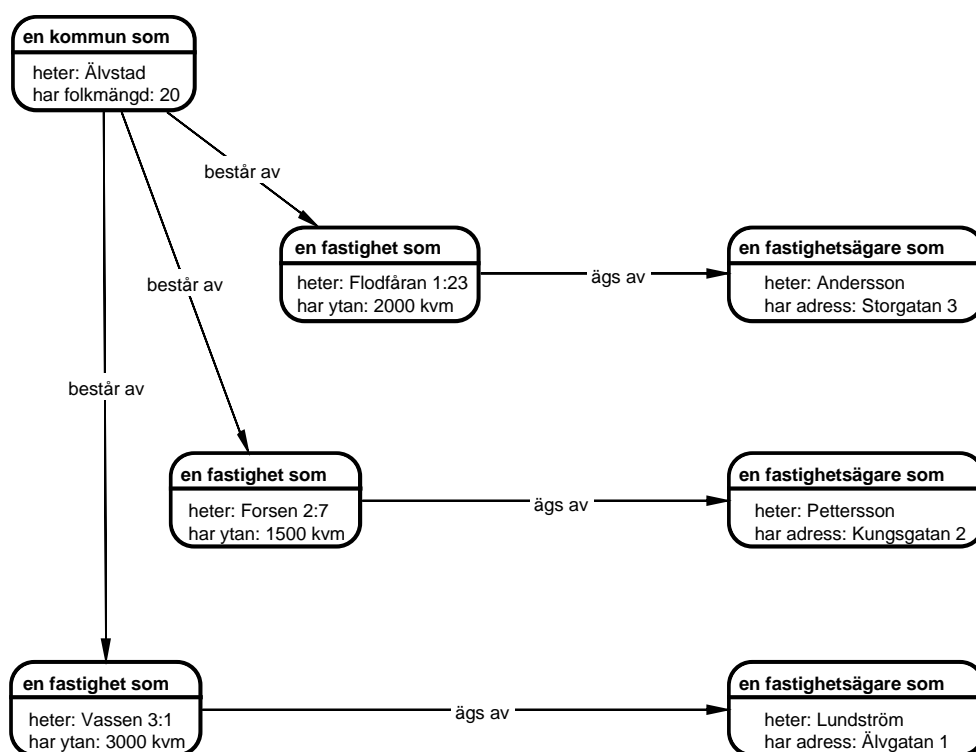 en kommun som
heter: Älvstad
har folkmängd: 20
består av
en fastighet som
heter: Flodfåran 1:23
har ytan: 2000 kvm
ägs av
en fastighetsägare som
heter: Andersson
har adress: Storgatan 3
består av
en fastighet som
heter: Forsen 2:7
har ytan: 1500 kvm
ägs av
en fastighetsägare som
heter: Pettersson
har adress: Kungsgatan 2
består av
en fastighet som
heter: Vassen 3:1
har ytan: 3000 kvm
ägs av
en fastighetsägare som
heter: Lundström
har adress: Älvgatan 1